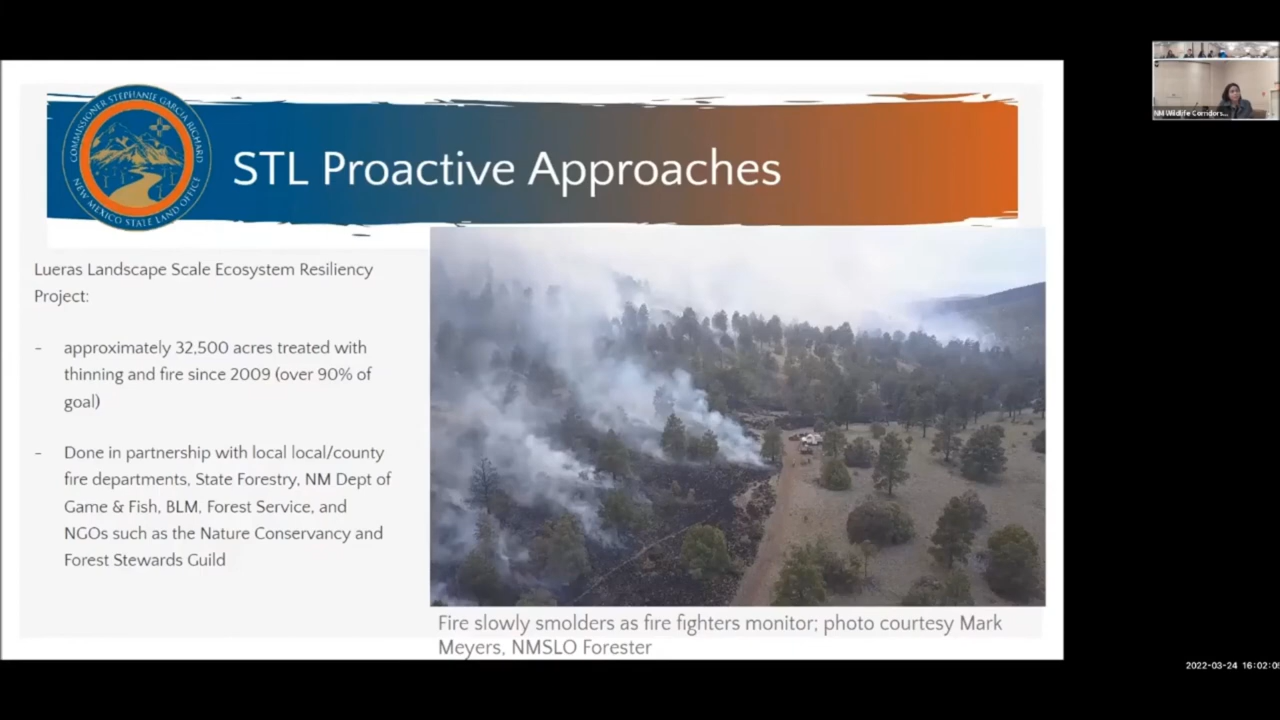 COMMISSIONER STEPHANIE GARCIA RICHARD
NEW MEXICO STATE LAND OFFICE
STL Proactive Approaches
Lueras Landscape Scale Ecosystem Resiliency
Project:
- approximately 32,500 acres treated with
thinning and fire since 2009 (over 90% of
goal)
- Done in partnership with local local/county
fire departments, State Forestry, NM Dept of
Game & Fish, BLM, Forest Service, and
NGOs such as the Nature Conservancy and
Forest Stewards Guild
Fire slowly smolders as fire fighters monitor; photo courtesy Mark
Meyers, NMSLO Forester
NM Wildlife Corridors...
2022-03-24 16:02:05